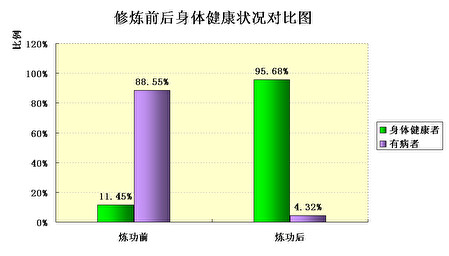 修炼前后身体健康状况对比图
比例
120%
100%
80%
60%
40%
20%
0%
11.45%
88.55%
95.68%
4.32%
炼功前
炼功后
身体健康者
有病者